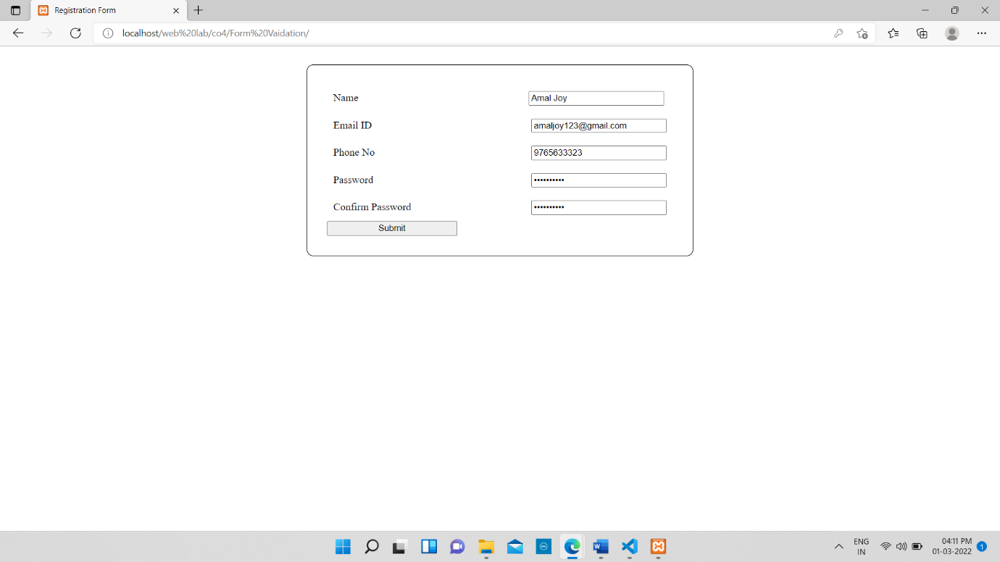 Registration Form
localhost/web%20lab/co4/Form%20Vaidation/
Name Amal Joy
Email ID amaljoy123@gmail.com
Phone No 9765633323
Password ••••••••••
Confirm Password ••••••••••
Submit
ENG
IN
04:11 PM
01-03-2022
1